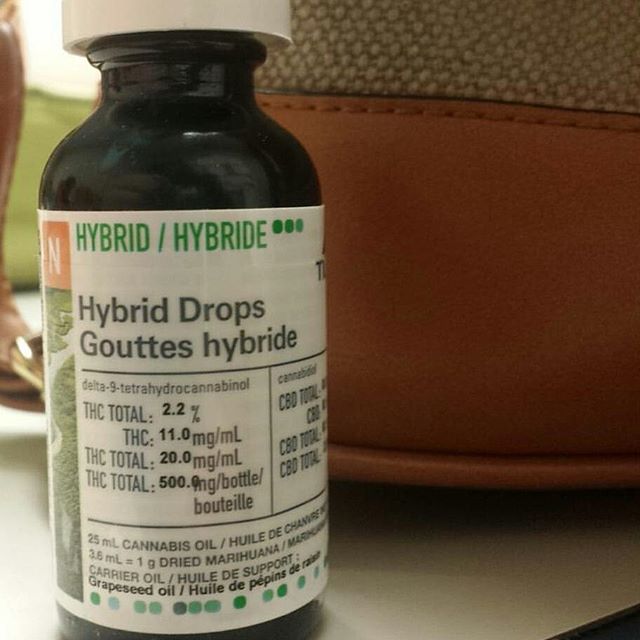 N
HYBRID / HYBRIDE
Hybrid Drops
Gouttes hybride
delta-9-tetrahydrocannabinol
THC TOTAL: 2.2 %
THC: 11.0 mg/mL
THC TOTAL: 20.0 mg/mL
THC TOTAL: 500.0 mg/bottle/
bouteille
cannabidiol
CBD TOTAL:
CBD
CBD TOTAL
CBD TOTAL
25 mL CANNABIS OIL / HUILE DE CHANVRE
3.6 mL = 1 g DRIED MARIHUANA / MARIHUANA
CARRIER OIL / HUILE DE SUPPORT :
Grapeseed oil / Huile de pépins de raisin